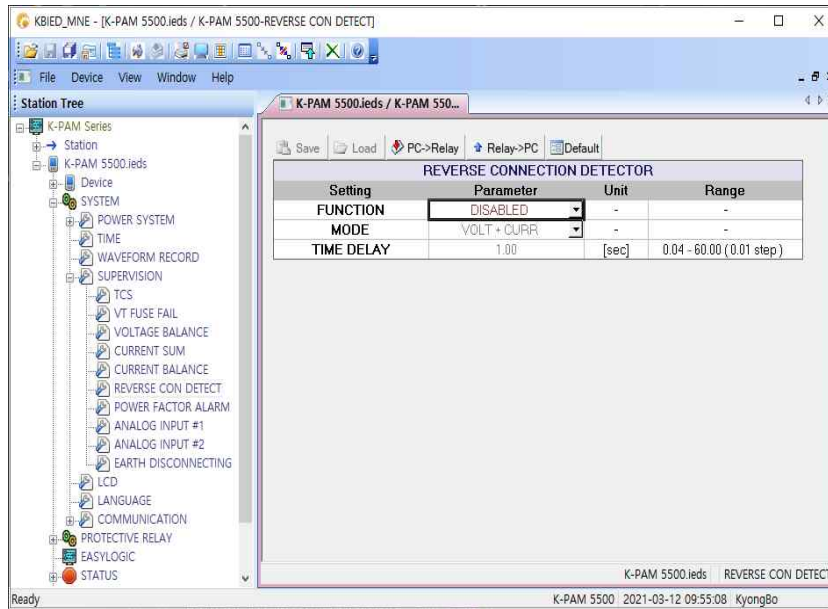 KBIED_MNE - [K-PAM 5500.ieds / K-PAM 5500-REVERSE CON DETECT]
File Device View Window Help
Station Tree
K-PAM Series
Station
K-PAM 5500.ieds
Device
SYSTEM
POWER SYSTEM
TIME
WAVEFORM RECORD
SUPERVISION
TCS
VT FUSE FAIL
VOLTAGE BALANCE
CURRENT SUM
CURRENT BALANCE
REVERSE CON DETECT
POWER FACTOR ALARM
ANALOG INPUT #1
ANALOG INPUT #2
EARTH DISCONNECTING
LCD
LANGUAGE
COMMUNICATION
PROTECTIVE RELAY
EASYLOGIC
STATUS
K-PAM 5500.ieds / K-PAM 550...
Save Load PC->Relay Relay->PC Default
REVERSE CONNECTION DETECTOR
Setting Parameter Unit Range
FUNCTION DISABLED - -
MODE VOLT + CURR - -
TIME DELAY 1.00 [sec] 0.04 - 60.00 ( 0.01 step )
K-PAM 5500.ieds REVERSE CON DETECT
Ready K-PAM 5500 2021-03-12 09:55:08 KyongBo